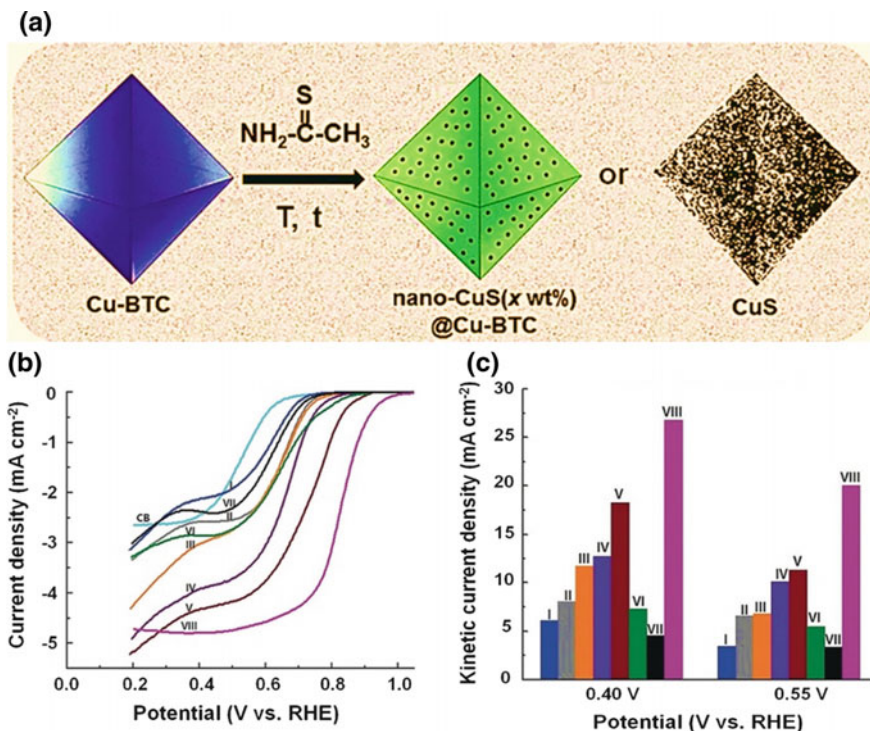 (a)
S
NH2-C-CH3
T, t
or
Cu-BTC
nano-CuS(x wt%)
@Cu-BTC
CuS
(b)
Current density (mA cm-2)
0
-1
-2
-3
-4
-5
CB
I
VII
II
VI
III
IV
V
VIII
0.0 0.2 0.4 0.6 0.8 1.0
Potential (V vs. RHE)
(c)
Kinetic current density (mA cm-2)
30
25
20
15
10
5
0
I II III IV V VI VII VIII
I II III IV V VI VII VIII
0.40 V 0.55 V
Potential (V vs. RHE)